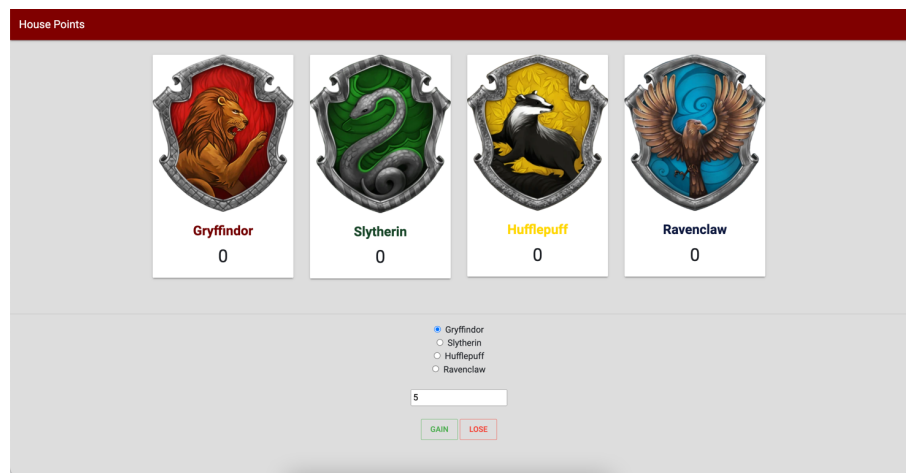 House Points
Gryffindor
0
Slytherin
0
Hufflepuff
0
Ravenclaw
0
Gryffindor
Slytherin
Hufflepuff
Ravenclaw
5
GAIN LOSE